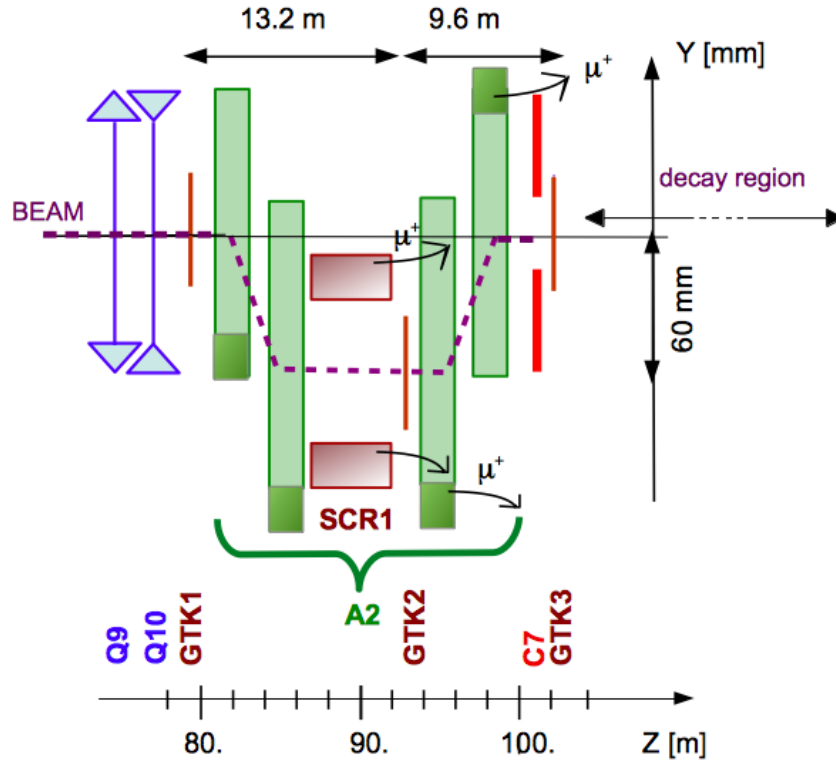 13.2 m
9.6 m
μ+
Y [mm]
BEAM
decay region
μ+
60 mm
μ+
SCR1
Q9
Q10
GTK1
A2
GTK2
C7
GTK3
80.
90.
100.
Z [m]